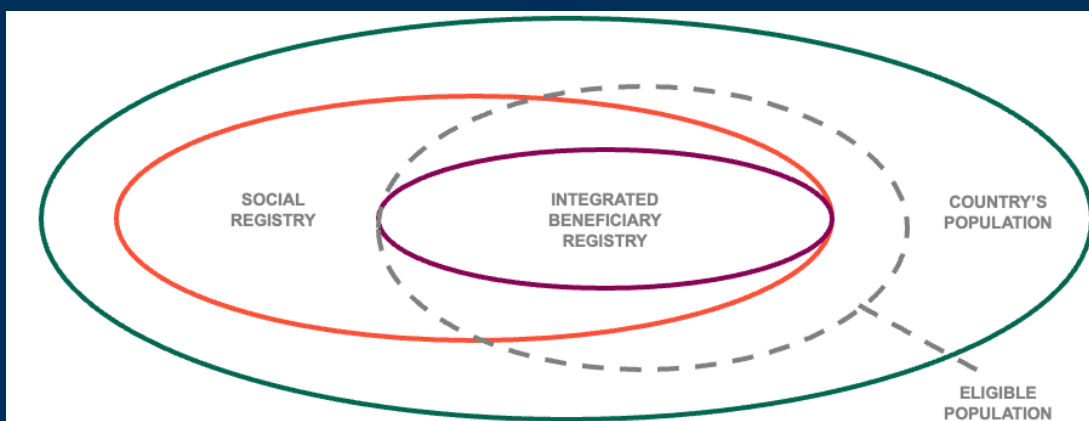 SOCIAL
REGISTRY
INTEGRATED
BENEFICIARY
REGISTRY
COUNTRY'S
POPULATION
ELIGIBLE
POPULATION